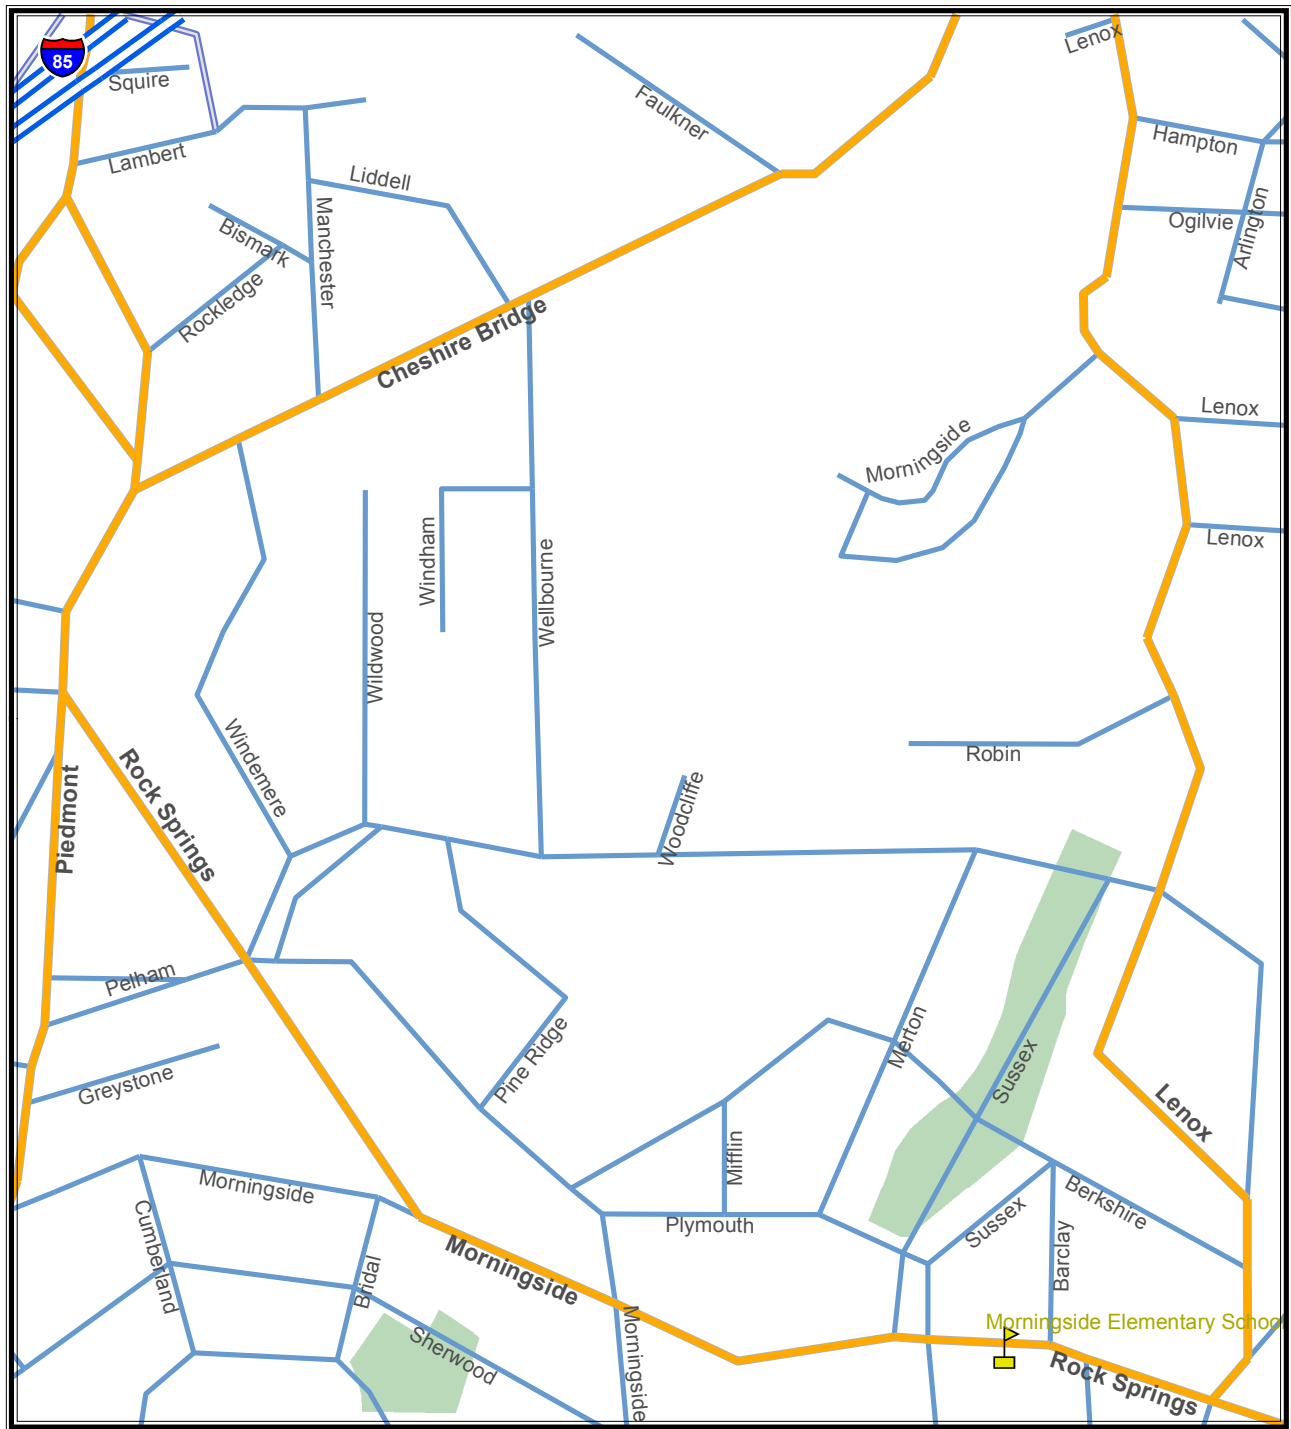 85
Squire
Lenox
Faulkner
Hampton
Lambert
Liddell
Manchester
Arlington
Ogilvie
Bismark
Rockledge
Cheshire Bridge
Lenox
Morningside
Lenox
Windham
Wellbourne
Wildwood
Windemere
Rock Springs
Piedmont
Robin
Woodcliffe
Pelham
Pine Ridge
Merton
Sussex
Greystone
Lenox
Mifflin
Morningside
Cumberland
Plymouth
Sussex
Berkshire
Barclay
Morningside
Bridal
Morningside Elementary School
Sherwood
Morningside
Rock Springs